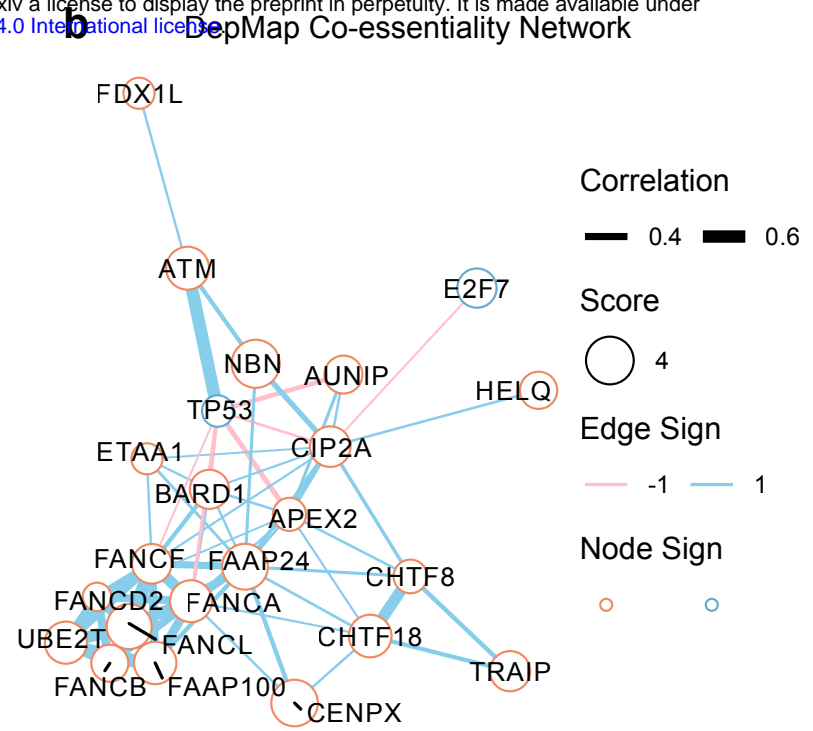 xiv a license to display the preprint in perpetuity. It is made available under
4.0 International license.
b DepMap Co-essentiality Network
FDX1L
ATM
E2F7
NBN
AUNIP
HELQ
TP53
ETAA1
CIP2A
BARD1
APEX2
FANCF
FAAP24
CHTF8
FANCD2
FANCA
UBE2T
FANCL
CHTF18
TRAIP
FANCB
FAAP100
CENPX
Correlation
0.4 0.6
Score
4
Edge Sign
-1 1
Node Sign